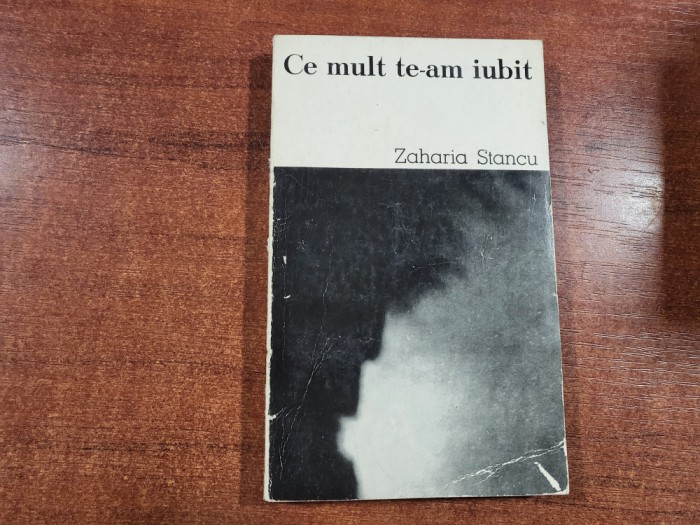 Ce mult te-am iubit
Zaharia Stancu